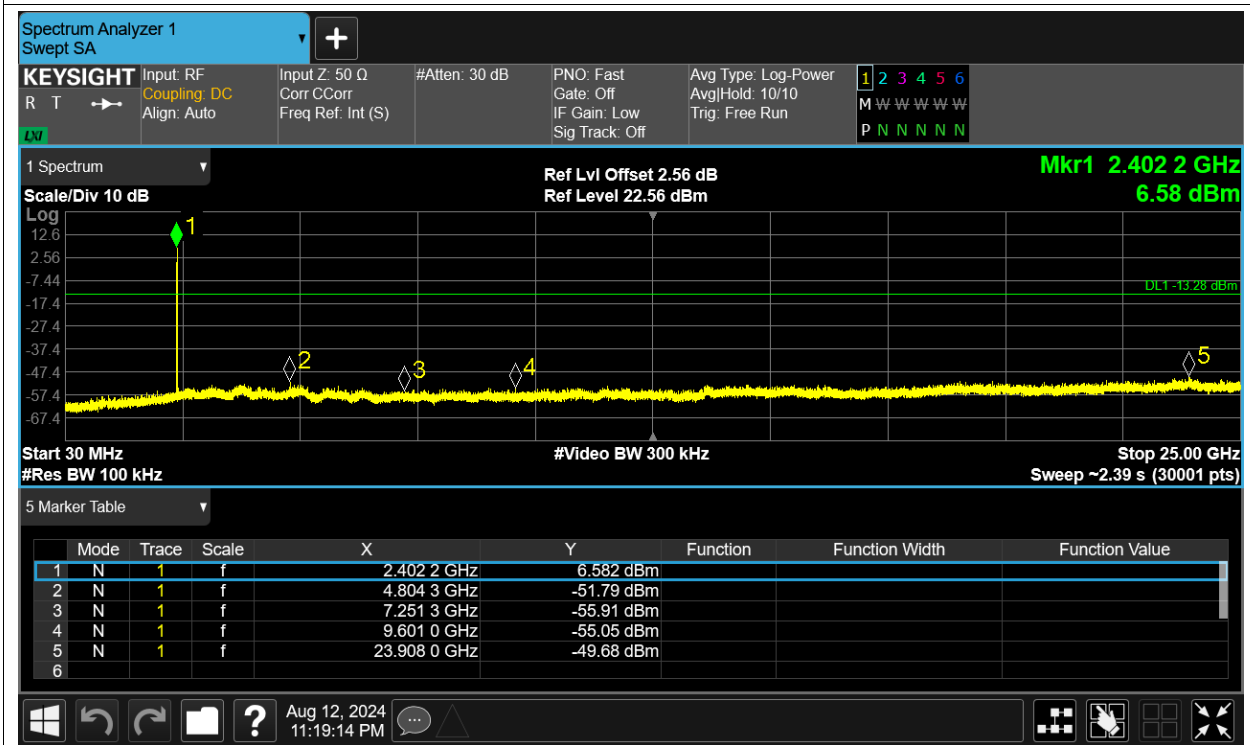 Spectrum Analyzer 1
Swept SA
+
KEYSIGHT
R T
LXI
Input: RF
Coupling: DC
Align: Auto
Input Z: 50 Ω
Corr CCorr
Freq Ref: Int (S)
#Atten: 30 dB
PNO: Fast
Gate: Off
IF Gain: Low
Sig Track: Off
Avg Type: Log-Power
Avg|Hold: 10/10
Trig: Free Run
1 2 3 4 5 6
M W W W W W
P N N N N N
1 Spectrum
Scale/Div 10 dB
Ref Lvl Offset 2.56 dB
Ref Level 22.56 dBm
Mkr1 2.402 2 GHz
6.58 dBm
Log
12.6
2.56
-7.44
-17.4
-27.4
-37.4
-47.4
-57.4
-67.4
1
DL1 -13.28 dBm
2
3
4
5
Start 30 MHz
#Video BW 300 kHz
Stop 25.00 GHz
#Res BW 100 kHz
Sweep ~2.39 s (30001 pts)
5 Marker Table
Mode Trace Scale X Y Function Function Width Function Value
1 N 1 f 2.402 2 GHz 6.582 dBm
2 N 1 f 4.804 3 GHz -51.79 dBm
3 N 1 f 7.251 3 GHz -55.91 dBm
4 N 1 f 9.601 0 GHz -55.05 dBm
5 N 1 f 23.908 0 GHz -49.68 dBm
6
?
Aug 12, 2024
11:19:14 PM